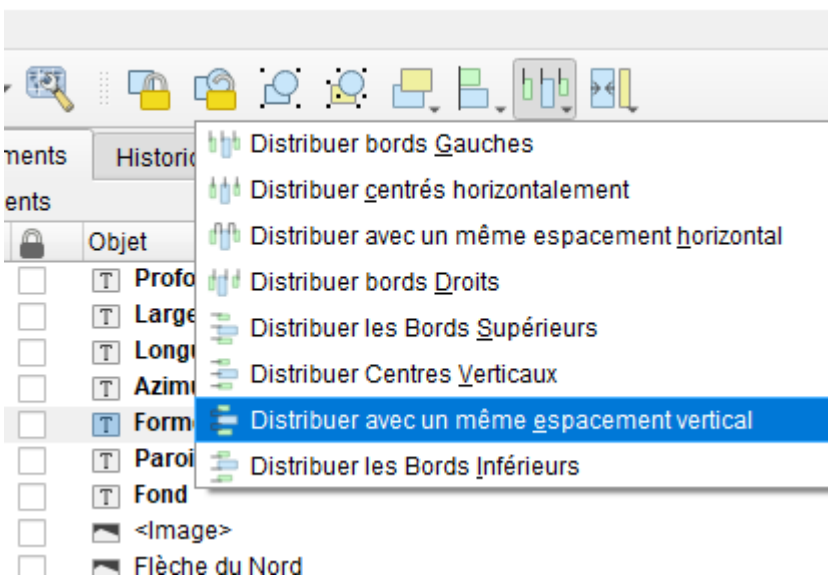 ments
Historic
Distribuer bords Gauches
Distribuer centrés horizontalement
Distribuer avec un même espacement horizontal
Distribuer bords Droits
Distribuer les Bords Supérieurs
Distribuer Centres Verticaux
Distribuer avec un même espacement vertical
Distribuer les Bords Inférieurs
ents
Objet
T Profo
T Large
T Longu
T Azimu
T Forme
T Paroi
T Fond
<Image>
Flèche du Nord